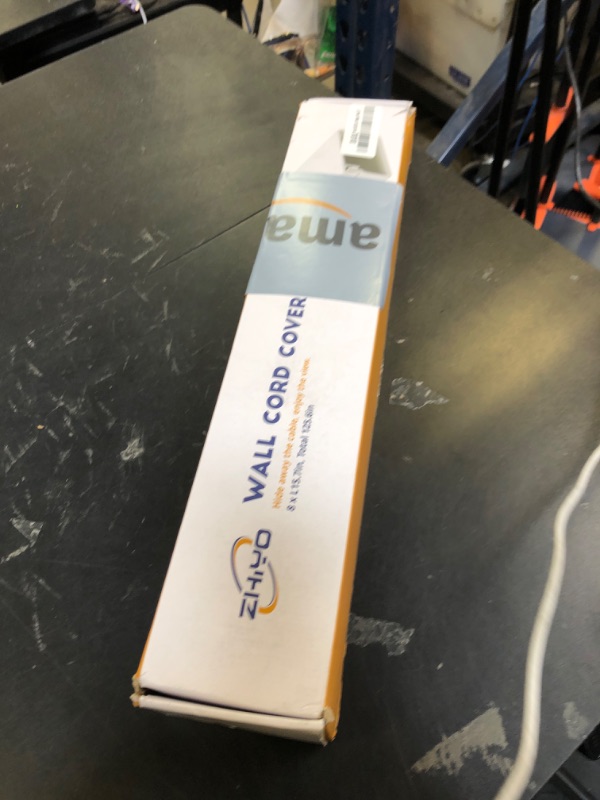 ama
WALL CORD COVER
Hide away the cable, enjoy the view.
8 x L15.7in, Total 125.6in
ZHIYO